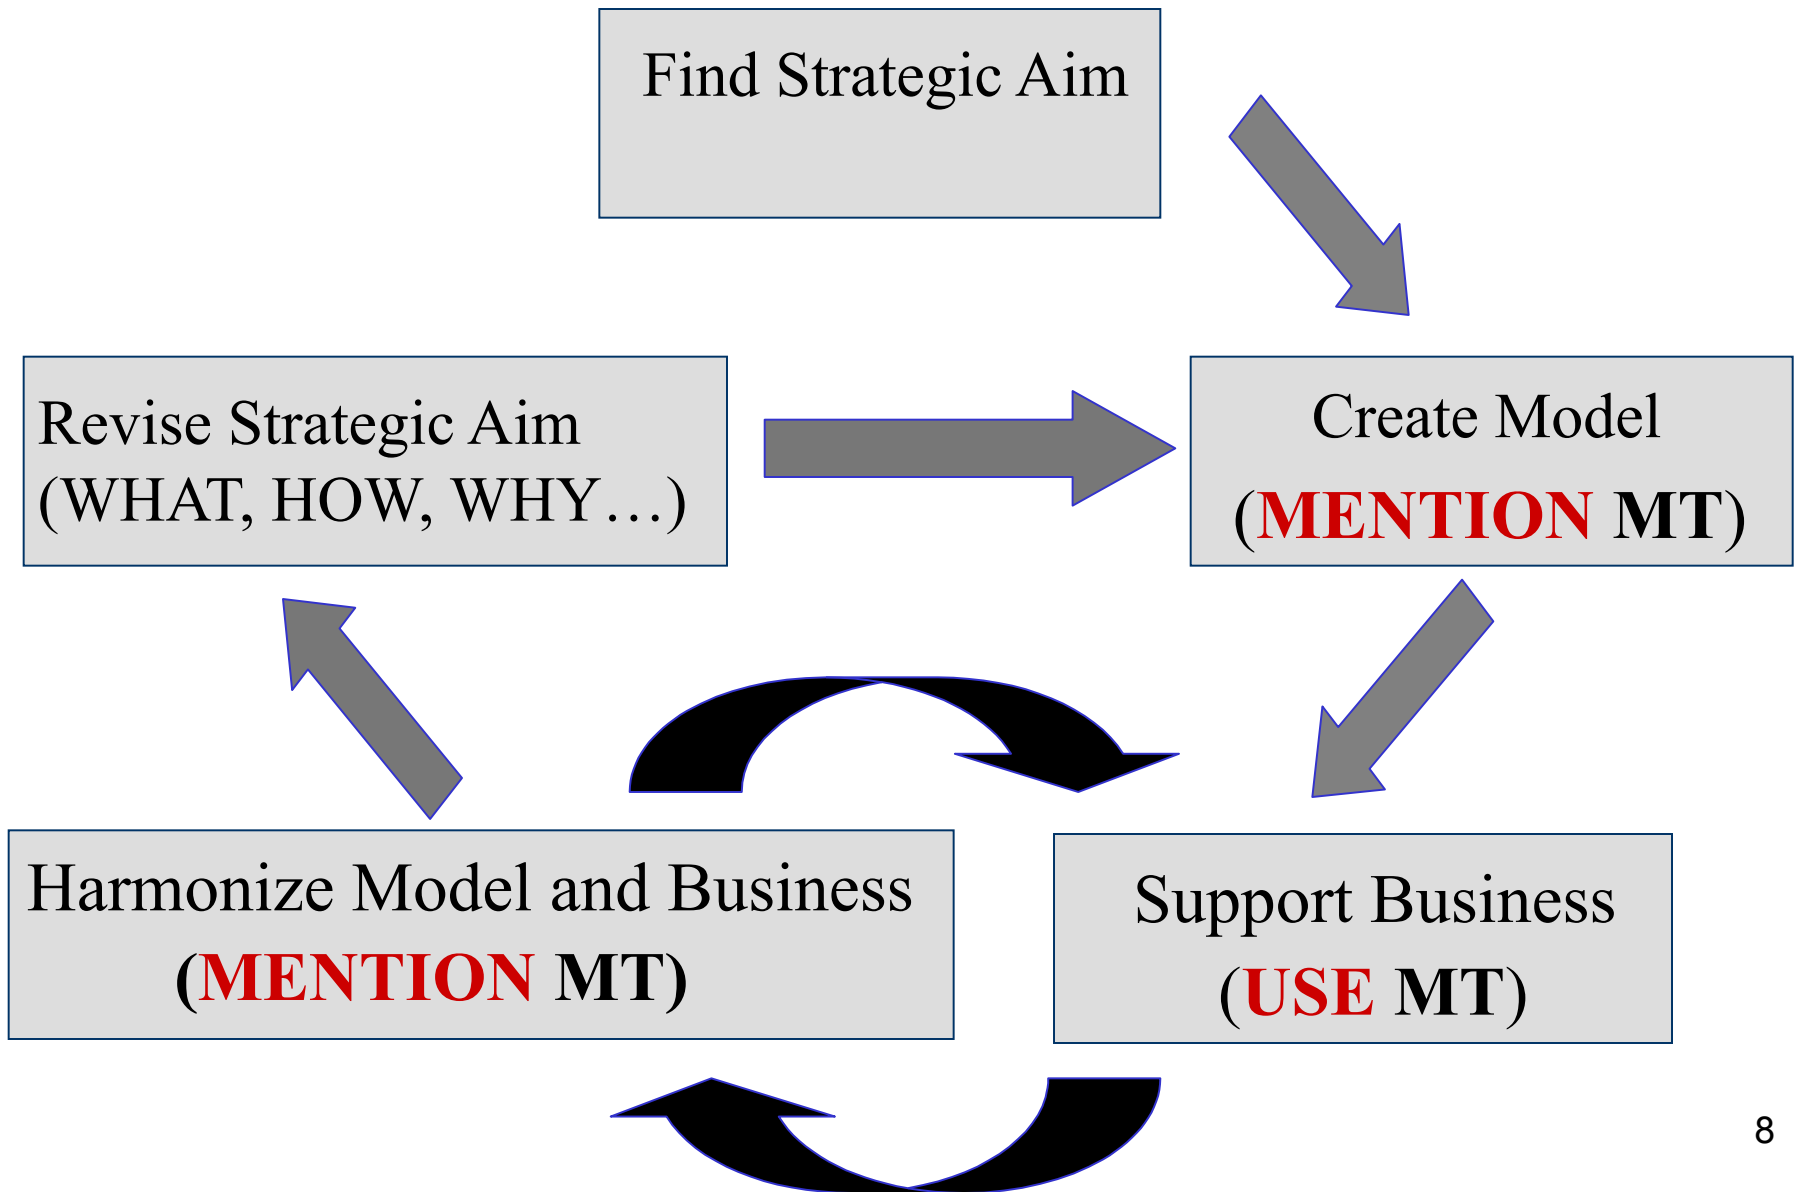 Find Strategic Aim
Revise Strategic Aim
(WHAT, HOW, WHY…)
Create Model
(MENTION MT)
Harmonize Model and Business
(MENTION MT)
Support Business
(USE MT)
8